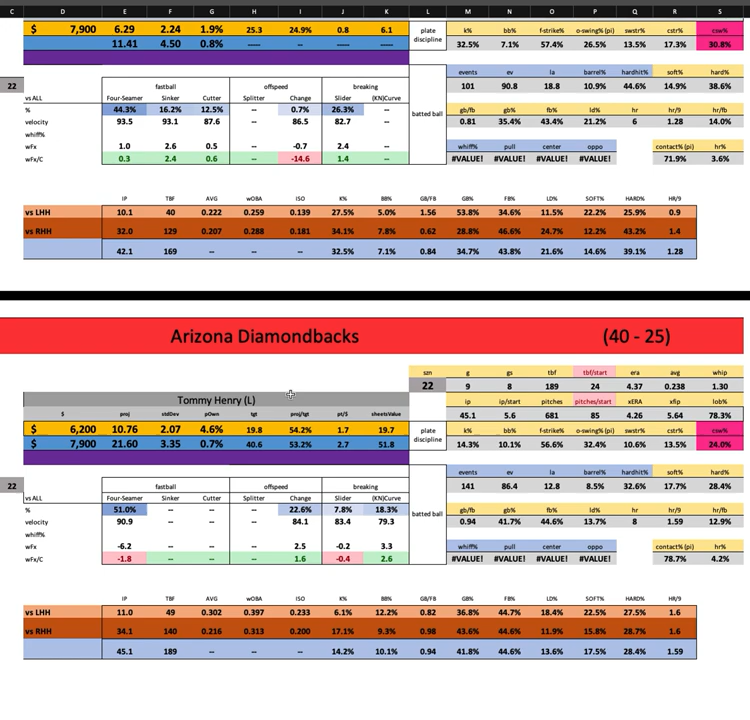 C D E F G H I J K L M N O P Q R S
$ 7,900 6.29 2.24 1.9% 25.3 24.9% 0.8 6.1 plate discipline k% bb% f-strike% o-swing% (pi) swstr% cstr% csw%
11.41 4.50 0.8% ---- ---- -- -- 32.5% 7.1% 57.4% 26.5% 13.5% 17.3% 30.8%
events ev la barrel% hardhit% soft% hard%
22 fastball offspeed breaking 101 90.8 18.8 10.9% 44.6% 14.9% 38.6%
vs ALL Four-Seamer Sinker Cutter Splitter Change Slider (KN)Curve
% 44.3% 16.2% 12.5% -- 0.7% 26.3% -- batted ball gb/fb gb% fb% ld% hr hr/9 hr/fb
velocity 93.5 93.1 87.6 -- 86.5 82.7 -- 0.81 35.4% 43.4% 21.2% 6 1.28 14.0%
whiff%
wFx 1.0 2.6 0.5 -- -0.7 2.4 -- whiff% pull center oppo contact% (pi) hr%
wFx/C 0.3 2.4 0.6 -- -14.6 1.4 -- #VALUE! #VALUE! #VALUE! #VALUE! 71.9% 3.6%
IP TBF AVG wOBA ISO K% BB% GB/FB GB% FB% LD% SOFT% HARD% HR/9
vs LHH 10.1 40 0.222 0.259 0.139 27.5% 5.0% 1.56 53.8% 34.6% 11.5% 22.2% 25.9% 0.9
vs RHH 32.0 129 0.207 0.288 0.181 34.1% 7.8% 0.62 28.8% 46.6% 24.7% 12.2% 43.2% 1.4
42.1 169 -- -- -- 32.5% 7.1% 0.84 34.7% 43.8% 21.6% 14.6% 39.1% 1.28
Arizona Diamondbacks (40 - 25)
szn g gs tbf tbf/start era avg whip
22 9 8 189 24 4.37 0.238 1.30
Tommy Henry (L) ip ip/start pitches pitches/start xERA xfip lob%
$ proj stdDev pOwn tgt proj/tgt pt/$ sheetsValue 45.1 5.6 681 85 4.26 5.64 78.3%
$ 6,200 10.76 2.07 4.6% 19.8 54.2% 1.7 19.7 plate discipline k% bb% f-strike% o-swing% (pi) swstr% cstr% csw%
$ 7,900 21.60 3.35 0.7% 40.6 53.2% 2.7 51.8 14.3% 10.1% 56.6% 32.4% 10.6% 13.5% 24.0%
events ev la barrel% hardhit% soft% hard%
22 fastball offspeed breaking 141 86.4 12.8 8.5% 32.6% 17.7% 28.4%
vs ALL Four-Seamer Sinker Cutter Splitter Change Slider (KN)Curve
% 51.0% -- -- -- 22.6% 7.8% 18.3% batted ball gb/fb gb% fb% ld% hr hr/9 hr/fb
velocity 90.9 -- -- -- 84.1 83.4 79.3 0.94 41.7% 44.6% 13.7% 8 1.59 12.9%
whiff%
wFx -6.2 -- -- -- 2.5 -0.2 3.3 whiff% pull center oppo contact% (pi) hr%
wFx/C -1.8 -- -- -- 1.6 -0.4 2.6 #VALUE! #VALUE! #VALUE! #VALUE! 78.7% 4.2%
IP TBF AVG wOBA ISO K% BB% GB/FB GB% FB% LD% SOFT% HARD% HR/9
vs LHH 11.0 49 0.302 0.397 0.233 6.1% 12.2% 0.82 36.8% 44.7% 18.4% 22.5% 27.5% 1.6
vs RHH 34.1 140 0.216 0.313 0.200 17.1% 9.3% 0.98 43.6% 44.6% 11.9% 15.8% 28.7% 1.6
45.1 189 -- -- -- 14.2% 10.1% 0.94 41.8% 44.6% 13.6% 17.5% 28.4% 1.59